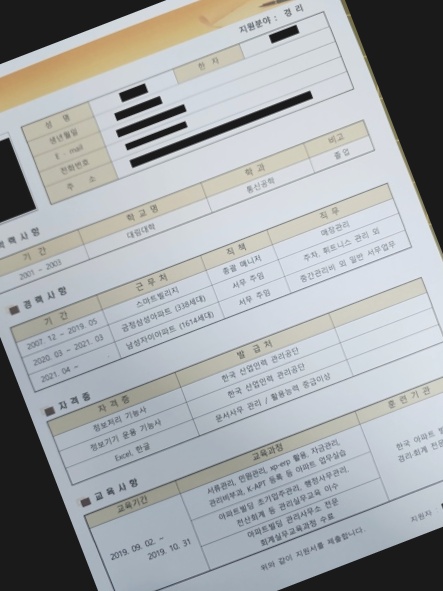 지원분야 : 경 리
성 명
한 자
생년월일
E - mail
전화번호
주 소
학력사항
기 간 학 교 명 학 과 비고
2001 ~ 2003 대림대학 통신공학 졸 업
경 력 사 항
기 간 근 무 처 직 책 직 무
2007. 12 ~ 2019. 05 스마트빌리지 총괄 매니저 매장관리
2020. 03 ~ 2021. 03 금정삼성아파트 (338세대) 서무 주임 주차, 휘트니스 관리 외
2021. 04 ~ 남정자이아파트 (1614세대) 서무 주임 중간관리비 외 일반 서무업무
자 격 증
자 격 증 발 급 처
정보처리 기능사 한국 산업인력 관리공단
정보기기 운용 기능사 한국 산업인력 관리공단
Excel, 한글 문서사무 관리 / 활용능력 중급이상
교 육 사 항
교육기간 교육과정 훈 련 기 관
2019. 09. 02. ~
2019. 10. 31
서류관리, 민원관리, xp-erp 활용, 자금관리,
관리비부과, K-APT 등록 등 아파트 업무실습
아파트빌딩 초기입주관리, 행정사무관리,
전산회계 등 관리실무교육 이수
아파트빌딩 관리사무소 전문
회계실무교육과정 수료
한국 아파트
경리·회계 전문
위와 같이 지원서를 제출합니다.
지원자